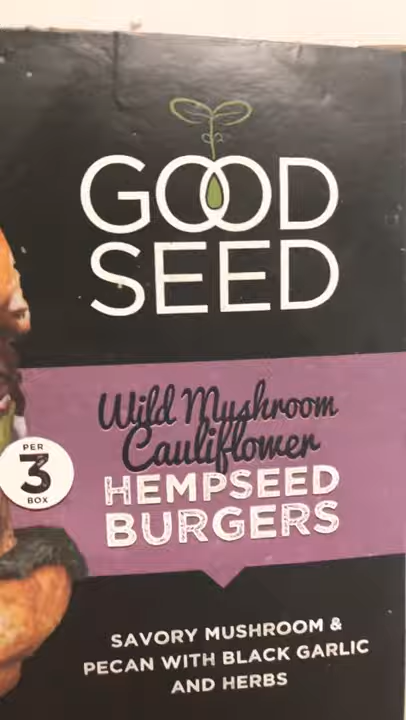 GOOD
SEED
Wild Mushroom
Cauliflower
HEMPSEED
BURGERS
PER
3
BOX
SAVORY MUSHROOM &
PECAN WITH BLACK GARLIC
AND HERBS